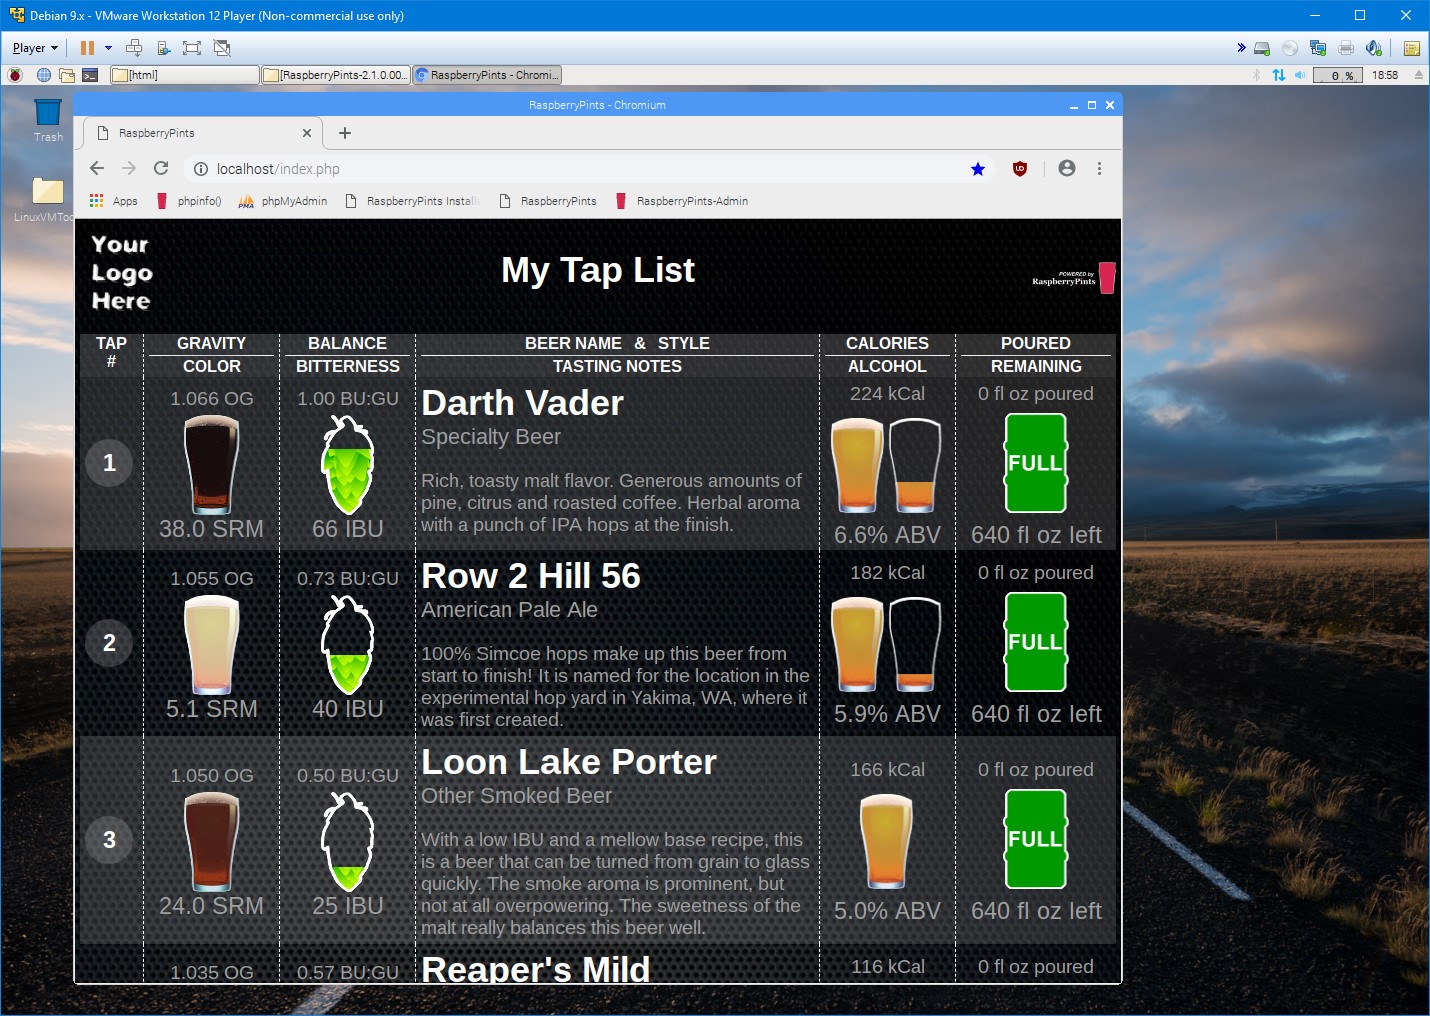 Debian 9.x - VMware Workstation 12 Player (Non-commercial use only)
Player
[html]
[RaspberryPints-2.1.0.00...
RaspberryPints - Chromi...
0 %
18:58
Trash
LinuxVMToo
RaspberryPints - Chromium
RaspberryPints
localhost/index.php
Apps
phpinfo()
PMA
phpMyAdmin
RaspberryPints Install
RaspberryPints
RaspberryPints-Admin
Your
Logo
Here
My Tap List
POWERED by
RaspberryPints
TAP
#
GRAVITY
COLOR
BALANCE
BITTERNESS
BEER NAME & STYLE
TASTING NOTES
CALORIES
ALCOHOL
POURED
REMAINING
1
1.066 OG
38.0 SRM
1.00 BU:GU
66 IBU
Darth Vader
Specialty Beer
Rich, toasty malt flavor. Generous amounts of
pine, citrus and roasted coffee. Herbal aroma
with a punch of IPA hops at the finish.
224 kCal
6.6% ABV
0 fl oz poured
FULL
640 fl oz left
2
1.055 OG
5.1 SRM
0.73 BU:GU
40 IBU
Row 2 Hill 56
American Pale Ale
100% Simcoe hops make up this beer from
start to finish! It is named for the location in the
experimental hop yard in Yakima, WA, where it
was first created.
182 kCal
5.9% ABV
0 fl oz poured
FULL
640 fl oz left
3
1.050 OG
24.0 SRM
0.50 BU:GU
25 IBU
Loon Lake Porter
Other Smoked Beer
With a low IBU and a mellow base recipe, this
is a beer that can be turned from grain to glass
quickly. The smoke aroma is prominent, but
not at all overpowering. The sweetness of the
malt really balances this beer well.
166 kCal
5.0% ABV
0 fl oz poured
FULL
640 fl oz left
1.035 OG
0.57 BU:GU
Reaper's Mild
116 kCal
0 fl oz poured